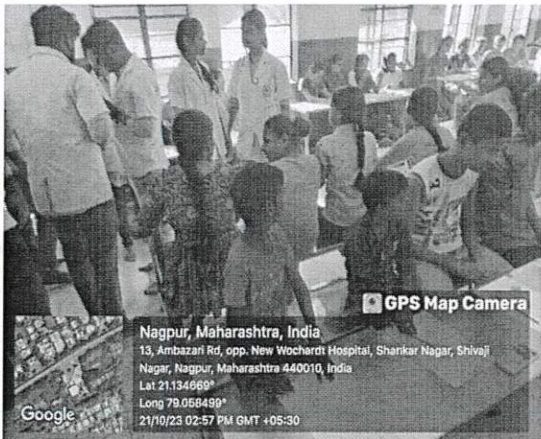 GPS Map Camera
Nagpur, Maharashtra, India
13, Ambazari Rd, opp. New Wochardt Hospital, Shankar Nagar, Shivaji
Nagar, Nagpur, Maharashtra 440010, India
Lat 21.134669°
Long 79.058499°
21/10/23 02:57 PM GMT +05:30
Google